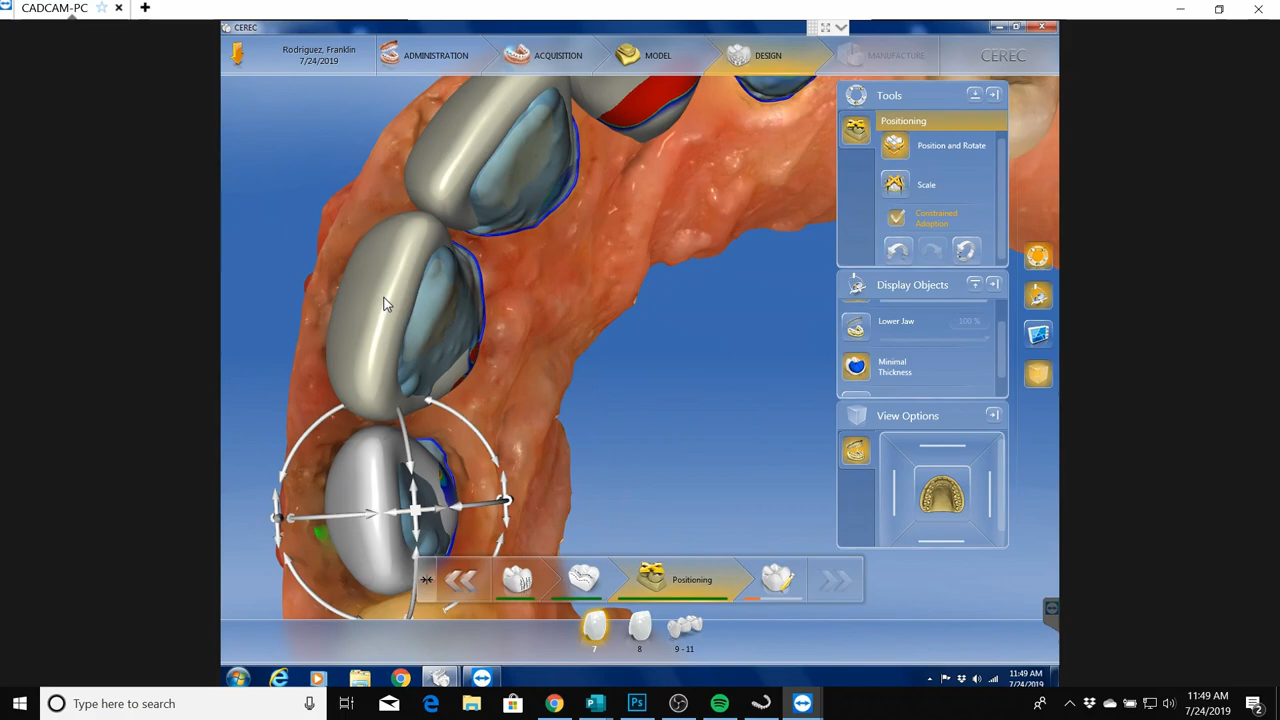 CADCAM-PC
CEREC
Rodriguez, Franklin
7/24/2019
ADMINISTRATION
ACQUISITION
MODEL
DESIGN
MANUFACTURE
CEREC
Tools
Positioning
Position and Rotate
Scale
Constrained
Adaption
Display Objects
Lower Jaw
100 %
Minimal
Thickness
View Options
Positioning
7
8
9 - 11
11:49 AM
7/24/2019
Type here to search
11:49 AM
7/24/2019
2